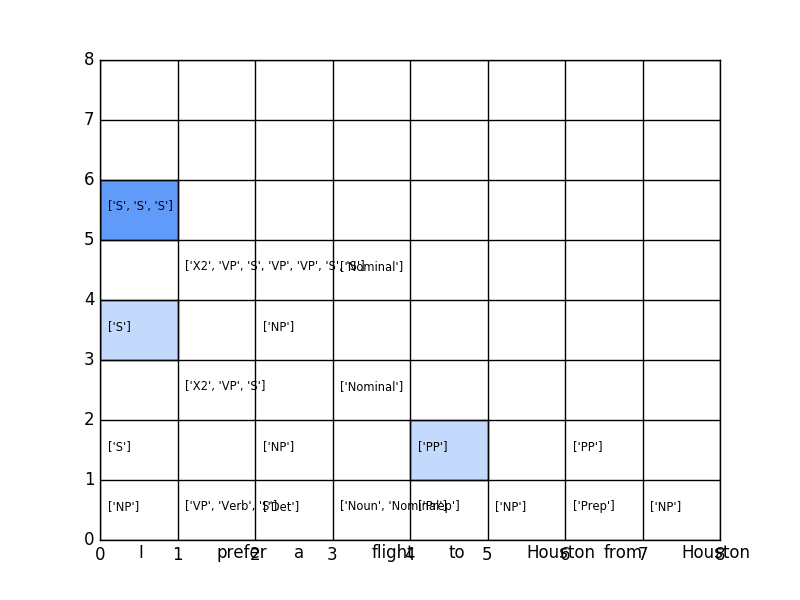 8
7
6
['S', 'S', 'S']
5
['X2', 'VP', 'S', 'VP', 'VP', 'S', 'S'] ['Nominal']
4
['S'] ['NP']
3
['X2', 'VP', 'S'] ['Nominal']
2
['S'] ['NP'] ['PP'] ['PP']
1
['NP'] ['VP', 'Verb', 'S'] ['Det'] ['Noun', 'Nominal'] ['Prep'] ['NP'] ['Prep'] ['NP']
0
0 1 2 3 4 5 6 7 8
I prefer a flight to Houston from Houston